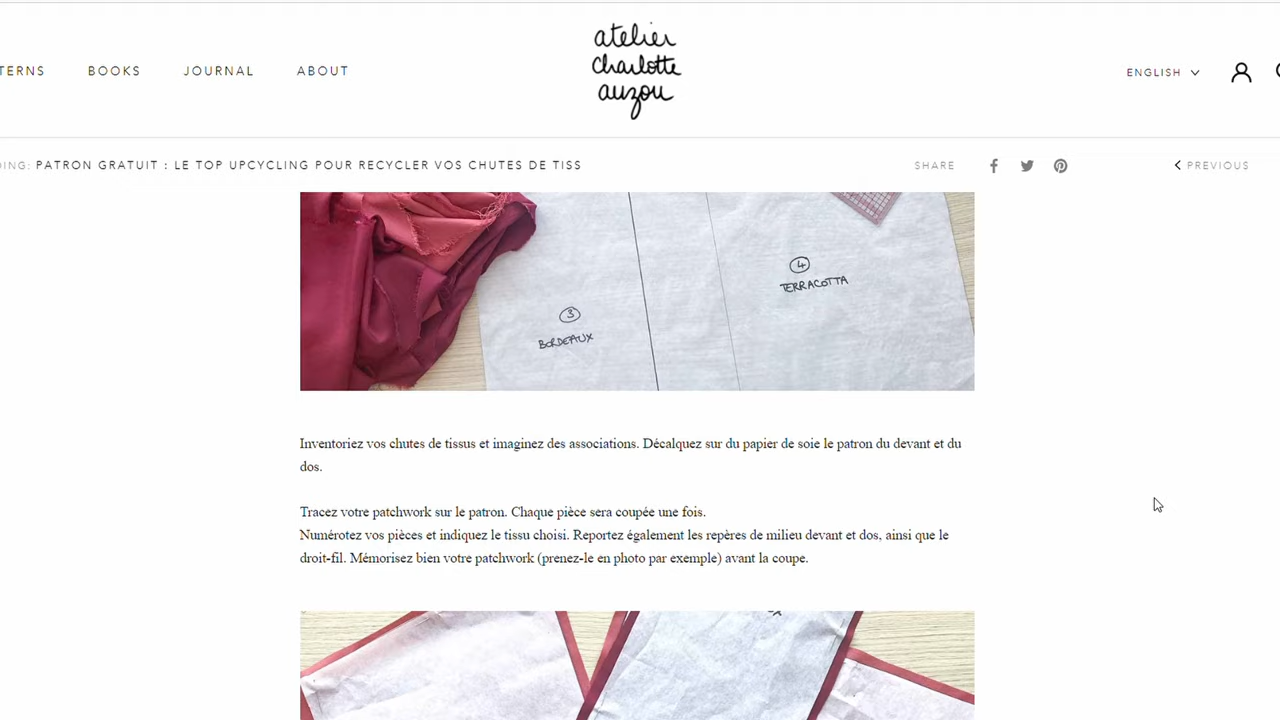 atelier
charlotte
auzou
TERNS BOOKS JOURNAL ABOUT
ENGLISH
DING: PATRON GRATUIT : LE TOP UPCYCLING POUR RECYCLER VOS CHUTES DE TISS
SHARE
PREVIOUS
4
TERRACOTTA
3
BORDEAUX
Inventoriez vos chutes de tissus et imaginez des associations. Décalquez sur du papier de soie le patron du devant et du
dos.
Tracez votre patchwork sur le patron. Chaque pièce sera coupée une fois.
Numérotez vos pièces et indiquez le tissu choisi. Reportez également les repères de milieu devant et dos, ainsi que le
droit-fil. Mémorisez bien votre patchwork (prenez-le en photo par exemple) avant la coupe.